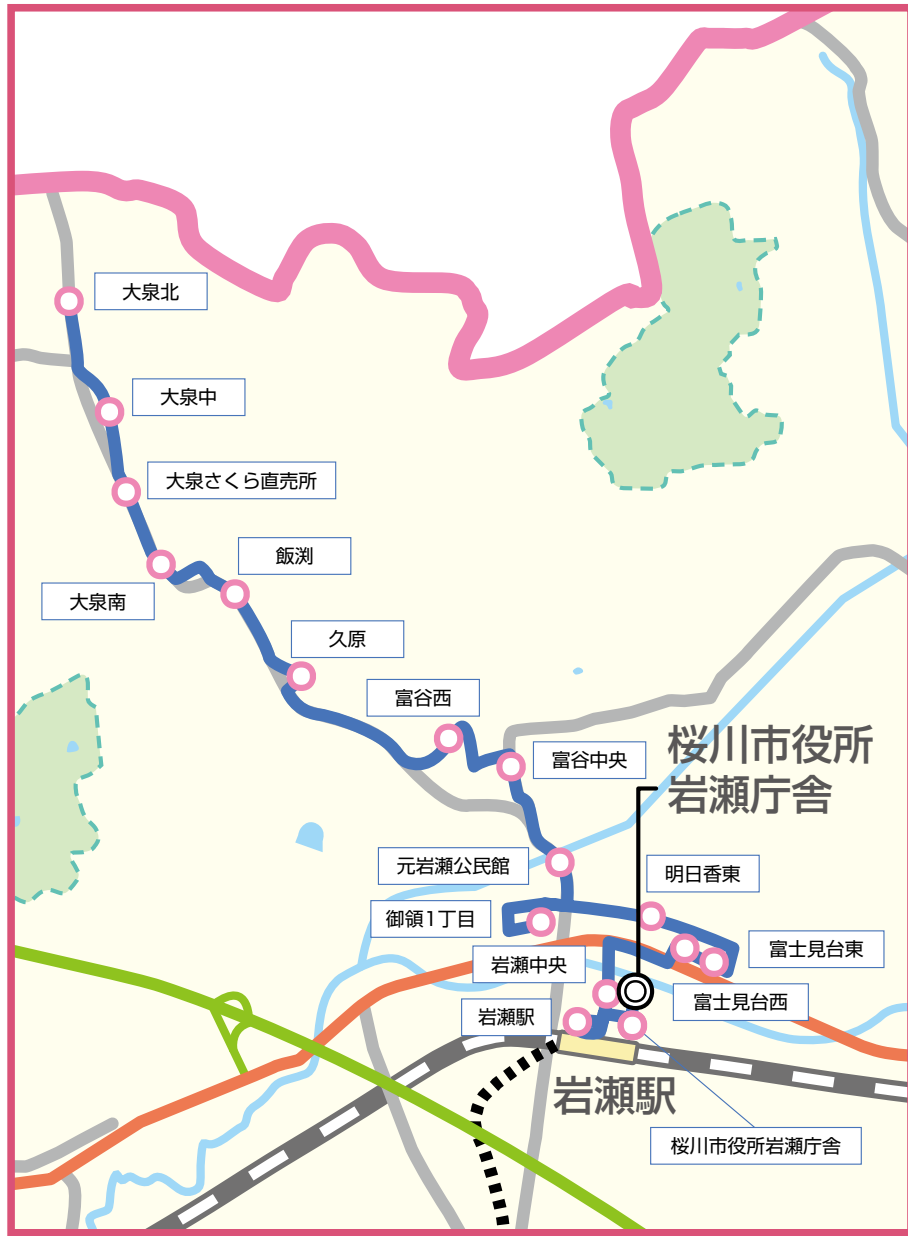 大泉北
大泉中
大泉さくら直売所
飯渕
大泉南
久原
富谷西
富谷中央
桜川市役所
岩瀬庁舎
元岩瀬公民館
明日香東
御領1丁目
富士見台東
岩瀬中央
富士見台西
岩瀬駅
岩瀬駅
桜川市役所岩瀬庁舎